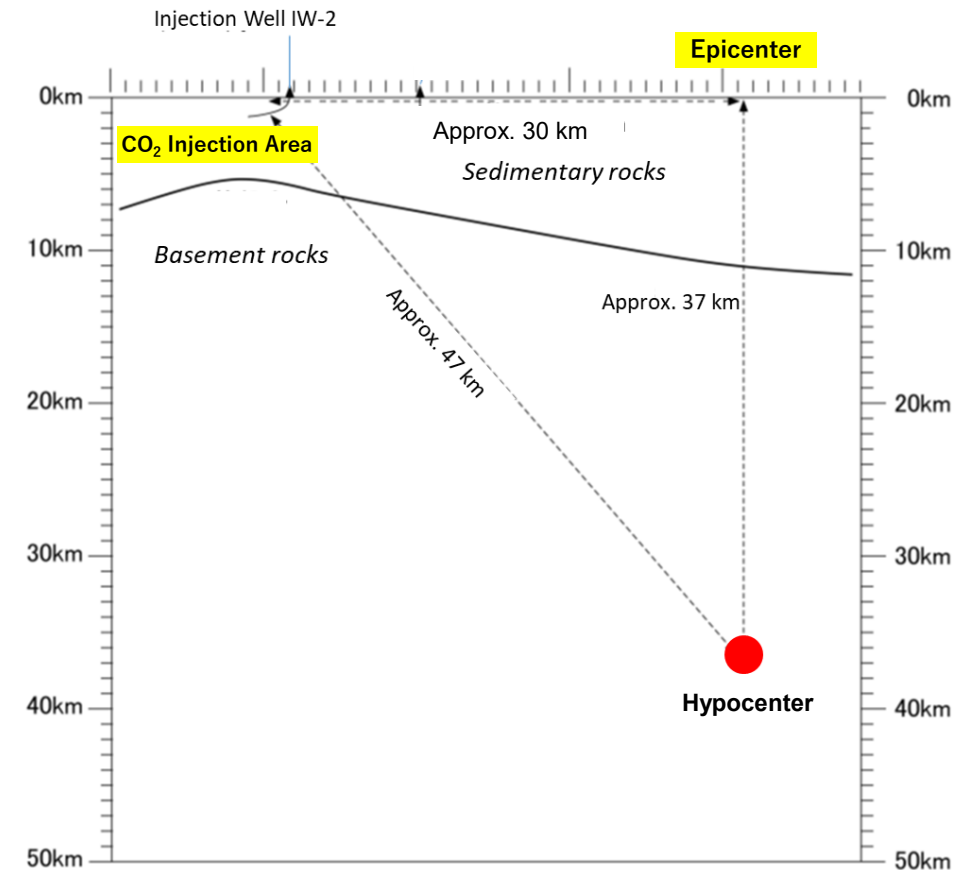 Injection Well IW-2
Epicenter
0km
0km
Approx. 30 km
CO₂ Injection Area
Sedimentary rocks
10km
10km
Basement rocks
Approx. 37 km
Approx. 47 km
20km
20km
30km
30km
Hypocenter
40km
40km
50km
50km